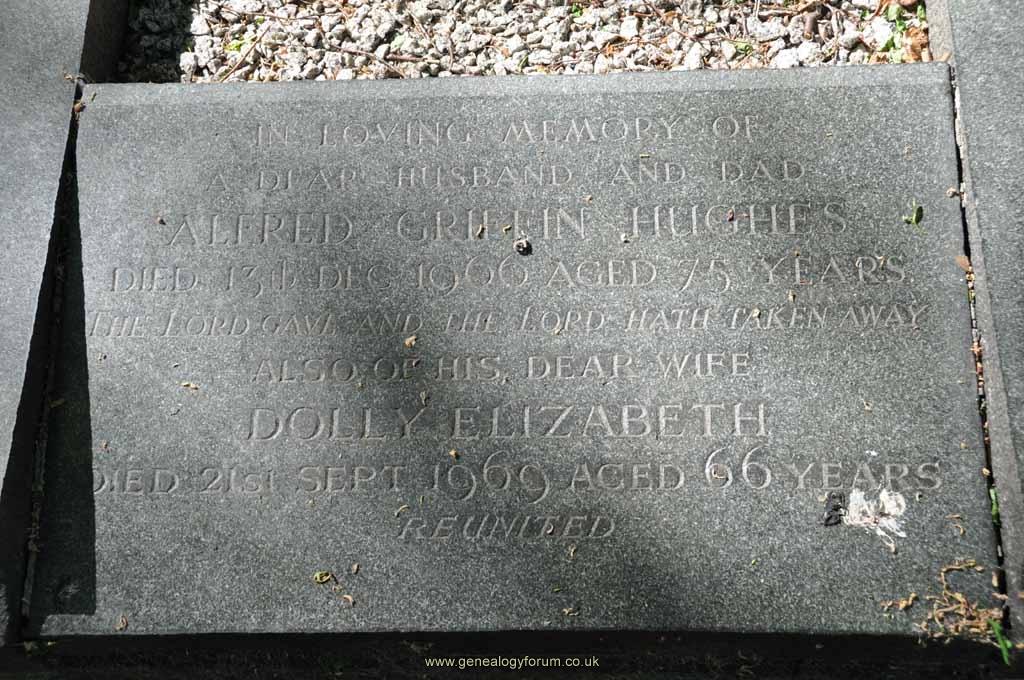 IN LOVING MEMORY OF
A DEAR HUSBAND AND DAD
ALFRED GRIFFIN HUGHES
DIED 13th DEC 1966 AGED 75 YEARS.
THE LORD GAVE AND THE LORD HATH TAKEN AWAY
ALSO OF HIS DEAR WIFE
DOLLY ELIZABETH
DIED 21st SEPT 1969 AGED 66 YEARS
REUNITED
www.genealogyforum.co.uk